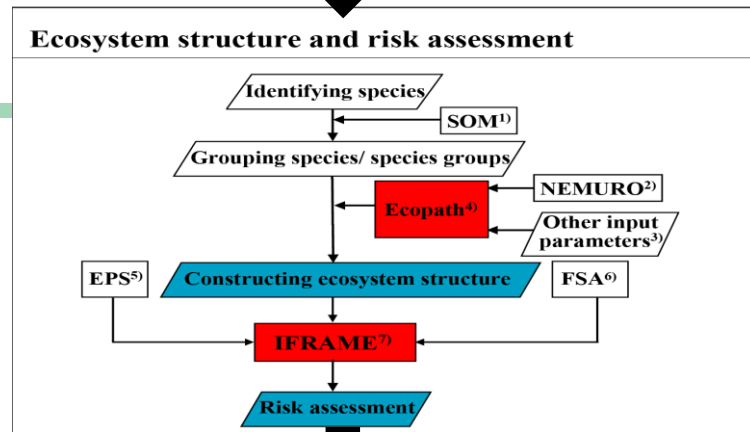 Ecosystem structure and risk assessment
Identifying species
SOM¹⁾
Grouping species/ species groups
NEMURO²⁾
Ecopath⁴⁾
Other input
parameters³⁾
EPS⁵⁾
Constructing ecosystem structure
FSA⁶⁾
IFRAME⁷⁾
Risk assessment